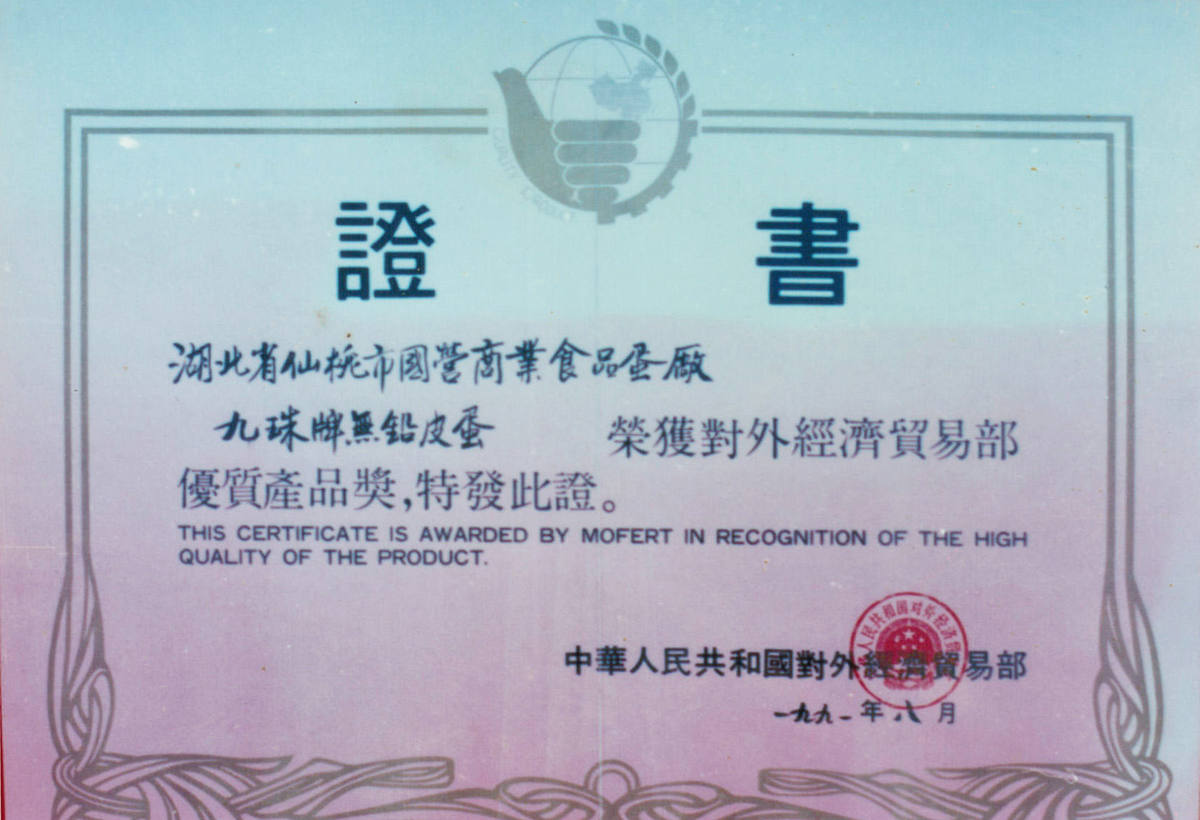 證書
湖北省仙桃市國營商業食品蛋廠
九珠牌無鉛皮蛋 榮獲對外經濟貿易部
優質產品獎,特發此證。
THIS CERTIFICATE IS AWARDED BY MOFERT IN RECOGNITION OF THE HIGH
QUALITY OF THE PRODUCT.
中華人民共和國對外經濟貿易部
一九九一年八月